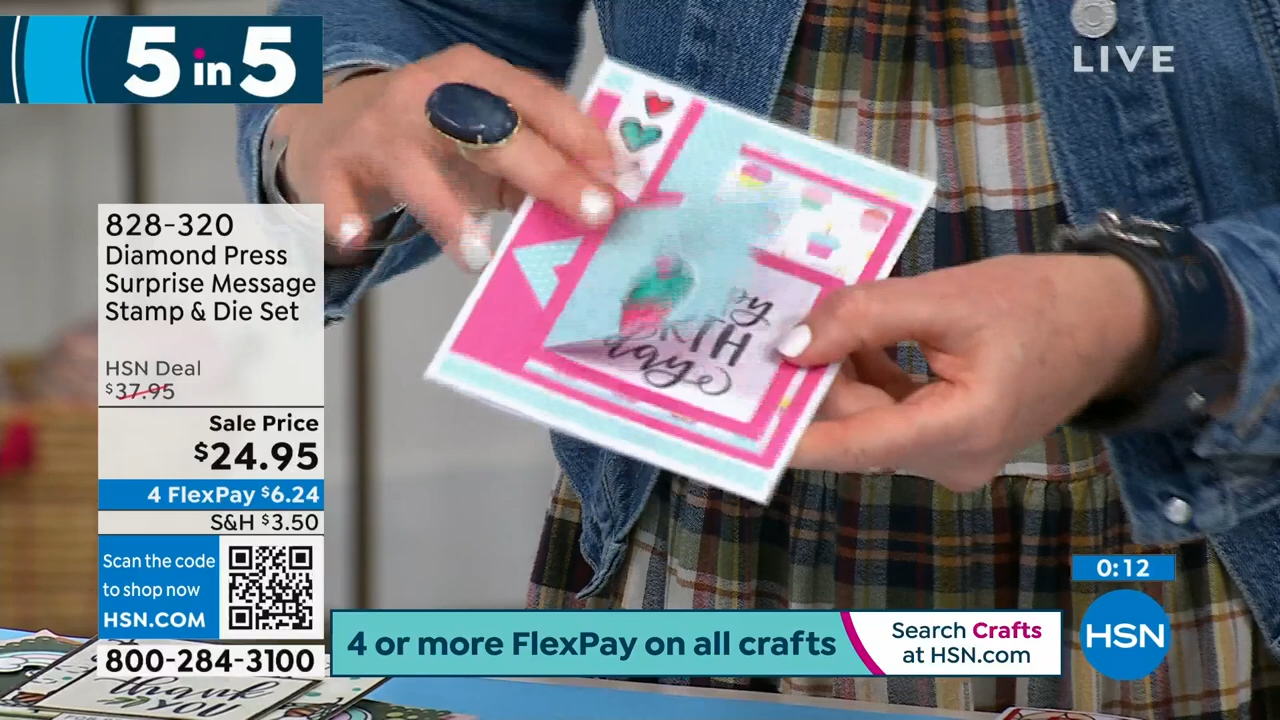 5 in 5
LIVE
828-320
Diamond Press
Surprise Message
Stamp & Die Set
HSN Deal
$37.95
Sale Price
$24.95
4 FlexPay $6.24
S&H $3.50
Scan the code
to shop now
HSN.COM
800-284-3100
4 or more FlexPay on all crafts
Search Crafts
at HSN.com
0:12
HSN
thank
YOU